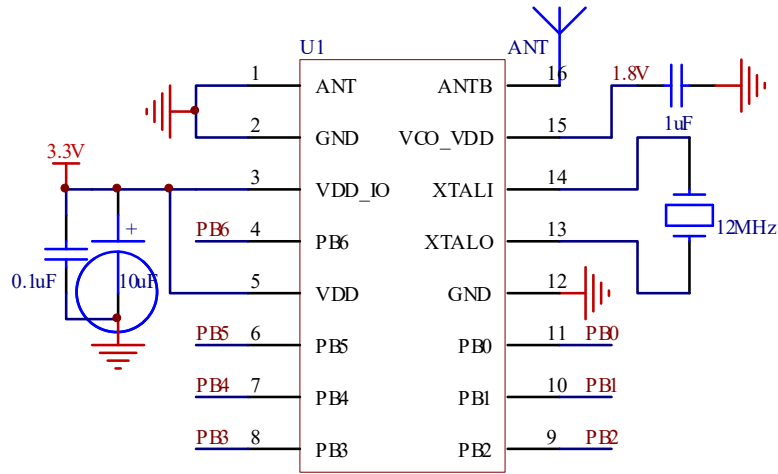 U1
ANT
1
ANT
ANTB
16
1.8V
1uF
2
GND
VCO_VDD
15
3.3V
3
VDD_IO
XTALI
14
PB6
4
PB6
XTALO
13
12MHz
0.1uF
+
10uF
5
VDD
GND
12
PB5
6
PB5
PB0
11
PB0
PB4
7
PB4
PB1
10
PB1
PB3
8
PB3
PB2
9
PB2